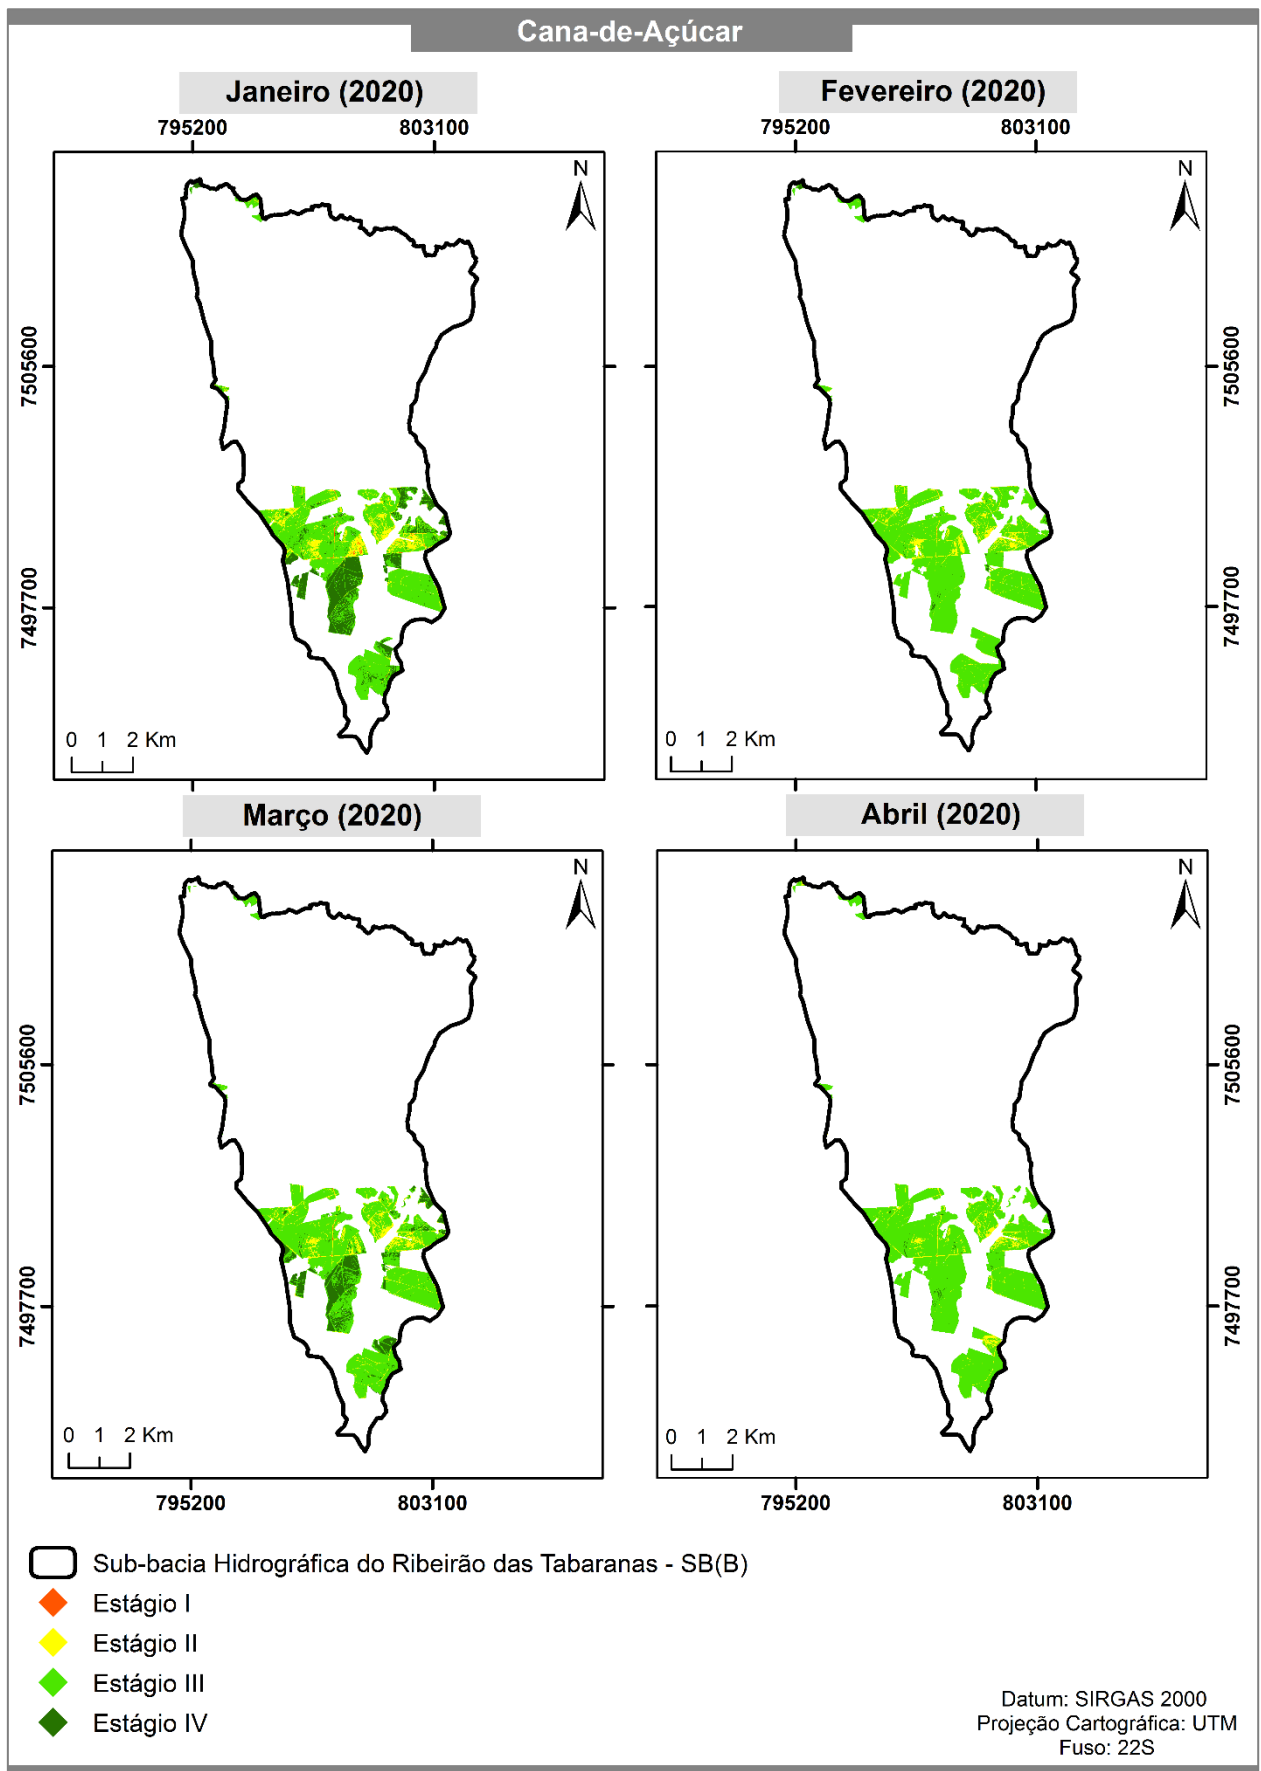 Cana-de-Açúcar
Janeiro (2020)
Fevereiro (2020)
795200 803100
795200 803100
N
N
7505600
7505600
7497700
7497700
0 1 2 Km
0 1 2 Km
Março (2020)
Abril (2020)
N
N
7505600
7505600
7497700
7497700
0 1 2 Km
0 1 2 Km
795200 803100
795200 803100
Sub-bacia Hidrográfica do Ribeirão das Tabaranas - SB(B)
Estágio I
Estágio II
Estágio III
Estágio IV
Datum: SIRGAS 2000
Projeção Cartográfica: UTM
Fuso: 22S